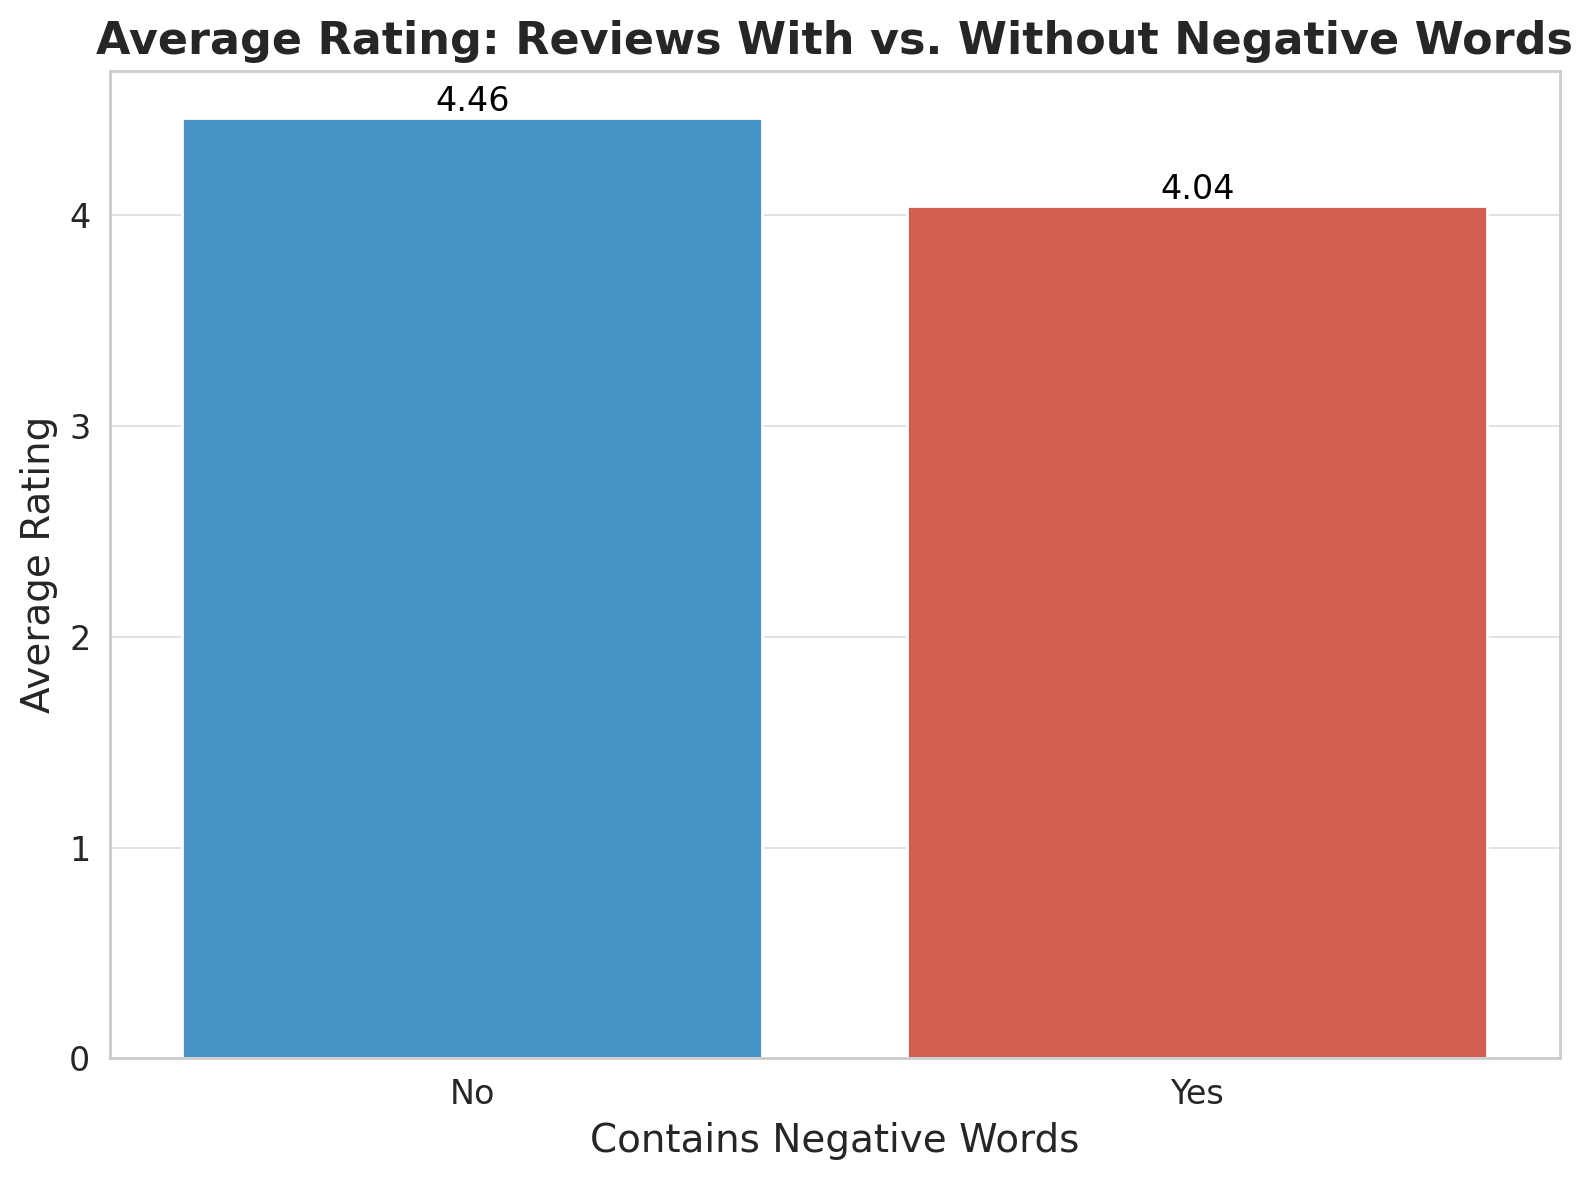 Average Rating: Reviews With vs. Without Negative Words
4.46
4.04
4
3
2
1
0
Average Rating
No
Yes
Contains Negative Words